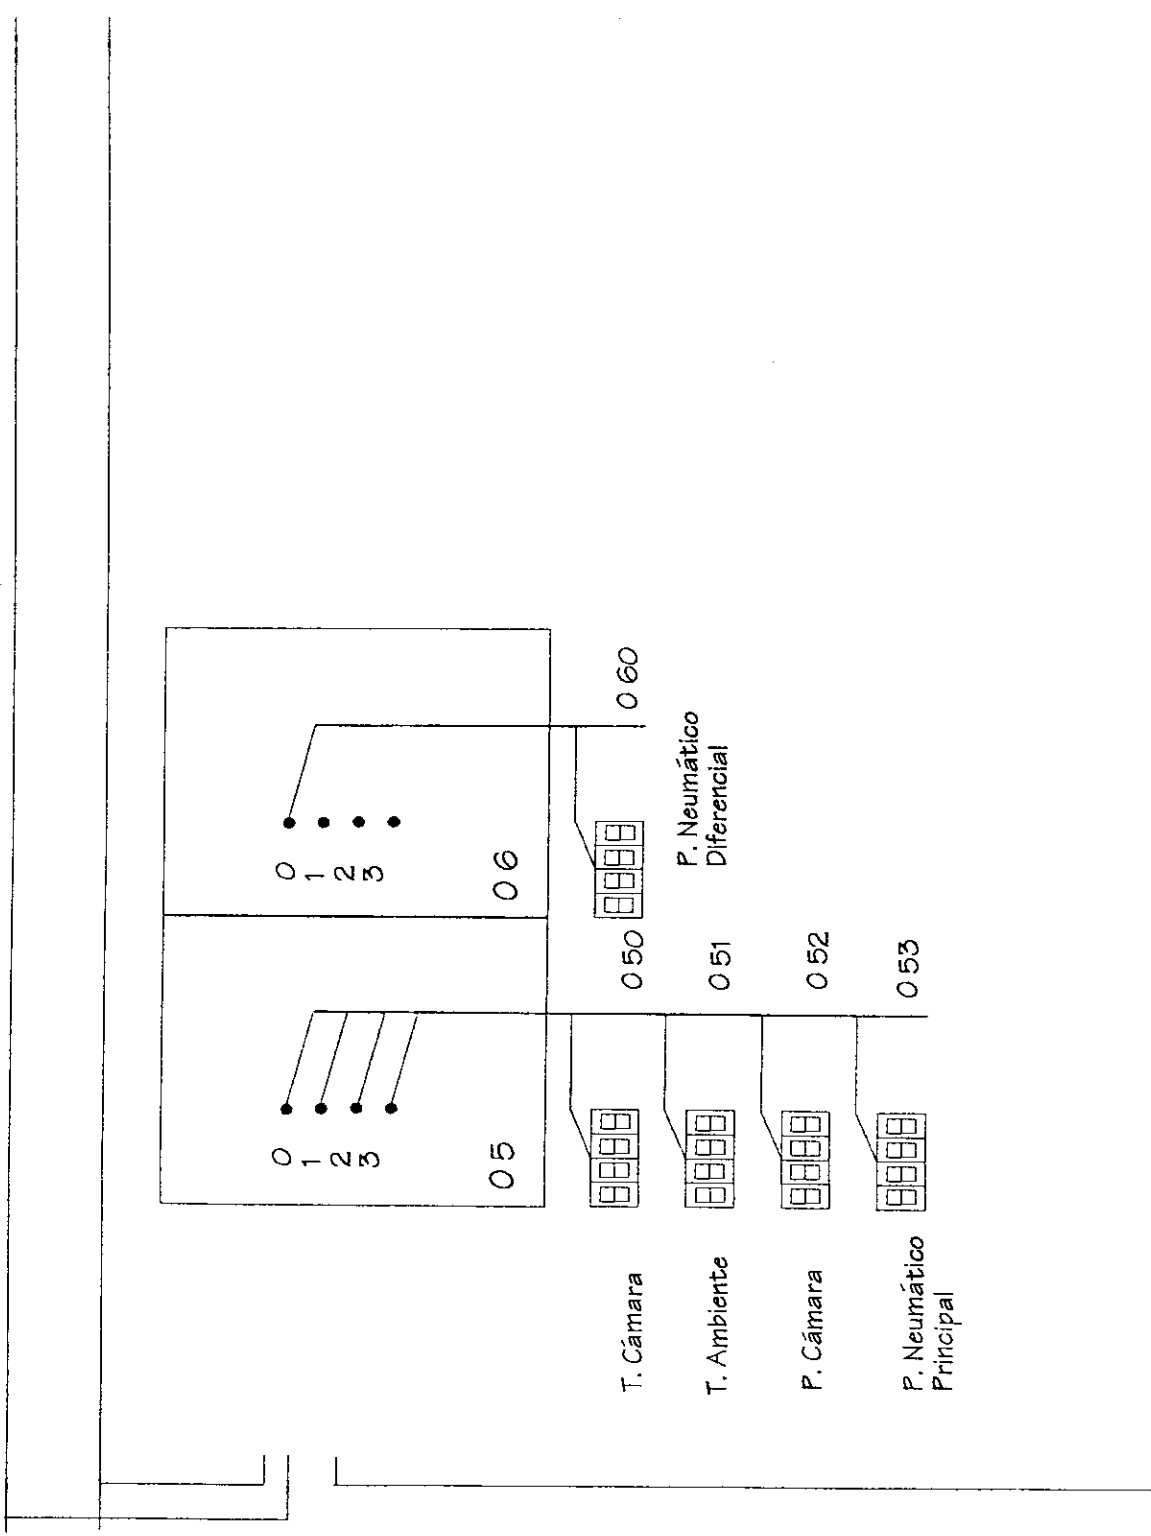 0
1
2
3
05
0
1
2
3
06
T. Cámara
050
T. Ambiente
051
P. Cámara
052
P. Neumático
Principal
053
060
P. Neumático
Diferencial